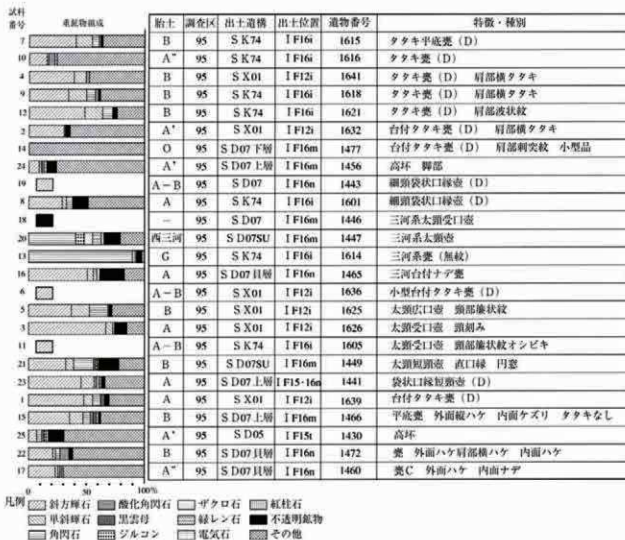 試料番号 重鉱物組成 胎土 調査区 出土遺構 出土位置 遺物番号 特徴・種別
7 B 95 SK74 IF16i 1615 タタキ平底甕（D）
10 A" 95 SK74 IF16i 1616 タタキ甕（D）
4 B 95 SX01 IF12i 1641 タタキ甕（D） 肩部横タタキ
9 B 95 SK74 IF16i 1618 タタキ甕（D） 肩部横タタキ
12 B 95 SK74 IF16i 1621 タタキ甕（D） 肩部波状紋
2 A' 95 SX01 IF12i 1632 台付タタキ甕（D） 肩部横タタキ
14 O 95 SD07下層 IF16m 1477 台付タタキ甕（D） 肩部刺突紋 小型品
24 A' 95 SD07上層 IF16m 1456 高坏 脚部
19 A－B 95 SD07 IF16n 1443 細頸袋状口縁壺（D）
8 A 95 SK74 IF16i 1601 細頸袋状口縁壺（D）
18 － 95 SD07 IF16m 1446 三河系太頸受口壺
20 西三河 95 SD07SU IF16m 1447 三河系太頸壺
13 G 95 SK74 IF16i 1614 三河系甕（無紋）
16 A 95 SD07貝層 IF16n 1465 三河台付ナデ甕
6 A－B 95 SX01 IF12i 1636 小型台付タタキ甕（D）
5 B 95 SX01 IF12i 1625 太頸広口壺 頸部簾状紋
3 A 95 SX01 IF12i 1626 太頸受口壺 頸刻み
11 A－B 95 SK74 IF16i 1605 太頸受口壺 頸部簾状紋オシビキ
21 B 95 SD07SU IF16m 1449 太頸短頸壺 直口縁 円窓
23 A 95 SD07上層 IF15・16n 1441 袋状口縁短頸壺（D）
1 A 95 SX01 IF12i 1639 台付タタキ甕（D）
15 B 95 SD07上層 IF16m 1466 平底甕 外面縦ハケ 内面ケズリ タタキなし
25 A' 95 SD05 IF15t 1430 高坏
22 B 95 SD07貝層 IF16n 1472 甕 外面ハケ肩部横ハケ 内面ハケ
17 A" 95 SD07貝層 IF16n 1460 甕C 外面ハケ 内面ナデ
0 50 100%
凡例 斜方輝石 酸化角閃石 ザクロ石 紅柱石
単斜輝石 黒雲母 緑レン石 不透明鉱物
角閃石 ジルコン 電気石 その他